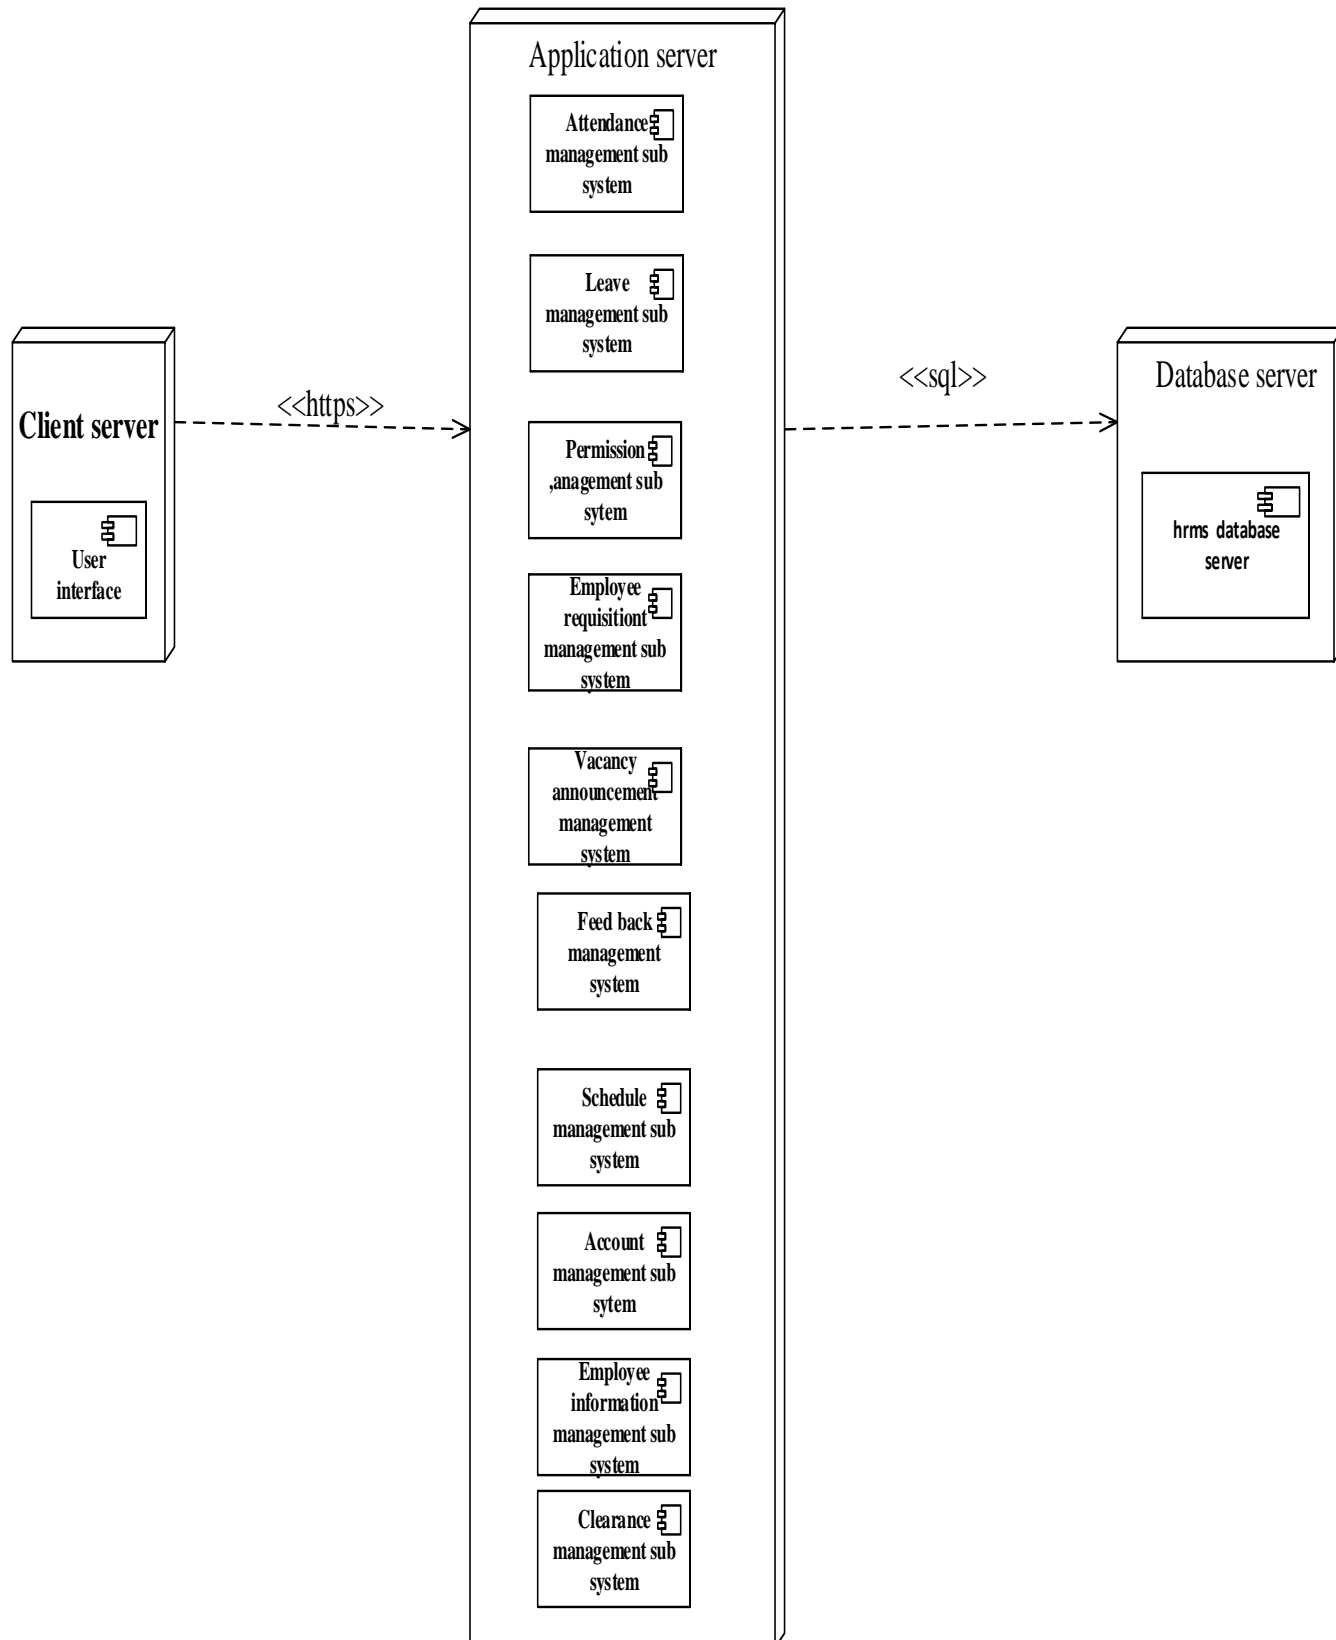 Application server
Attendance
management sub
system
Leave
management sub
system
Permission
,anagement sub
sytem
Employee
requisitiont
management sub
system
Vacancy
announcement
management
system
Feed back
management
system
Schedule
management sub
system
Account
management sub
sytem
Employee
information
management sub
system
Clearance
management sub
system
Client server
User
interface
<<https>>
<<sql>>
Database server
hrms database
server